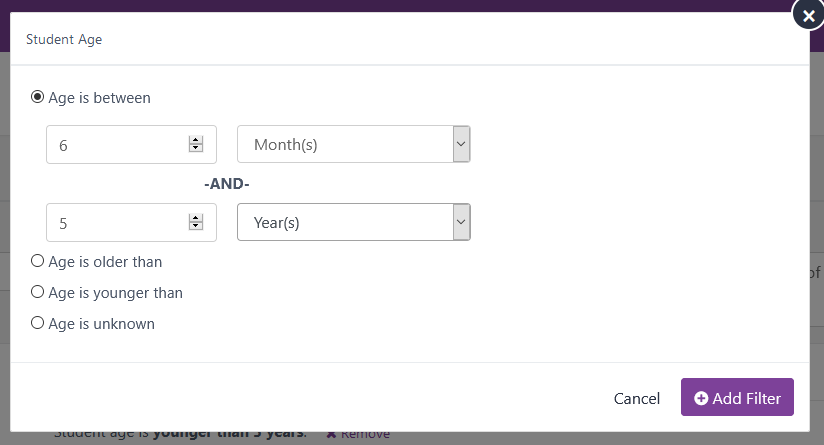 Student Age
Age is between
6 Month(s)
-AND-
5 Year(s)
Age is older than
Age is younger than
Age is unknown
of
Cancel Add Filter
Student age is younger than 5 years. Remove